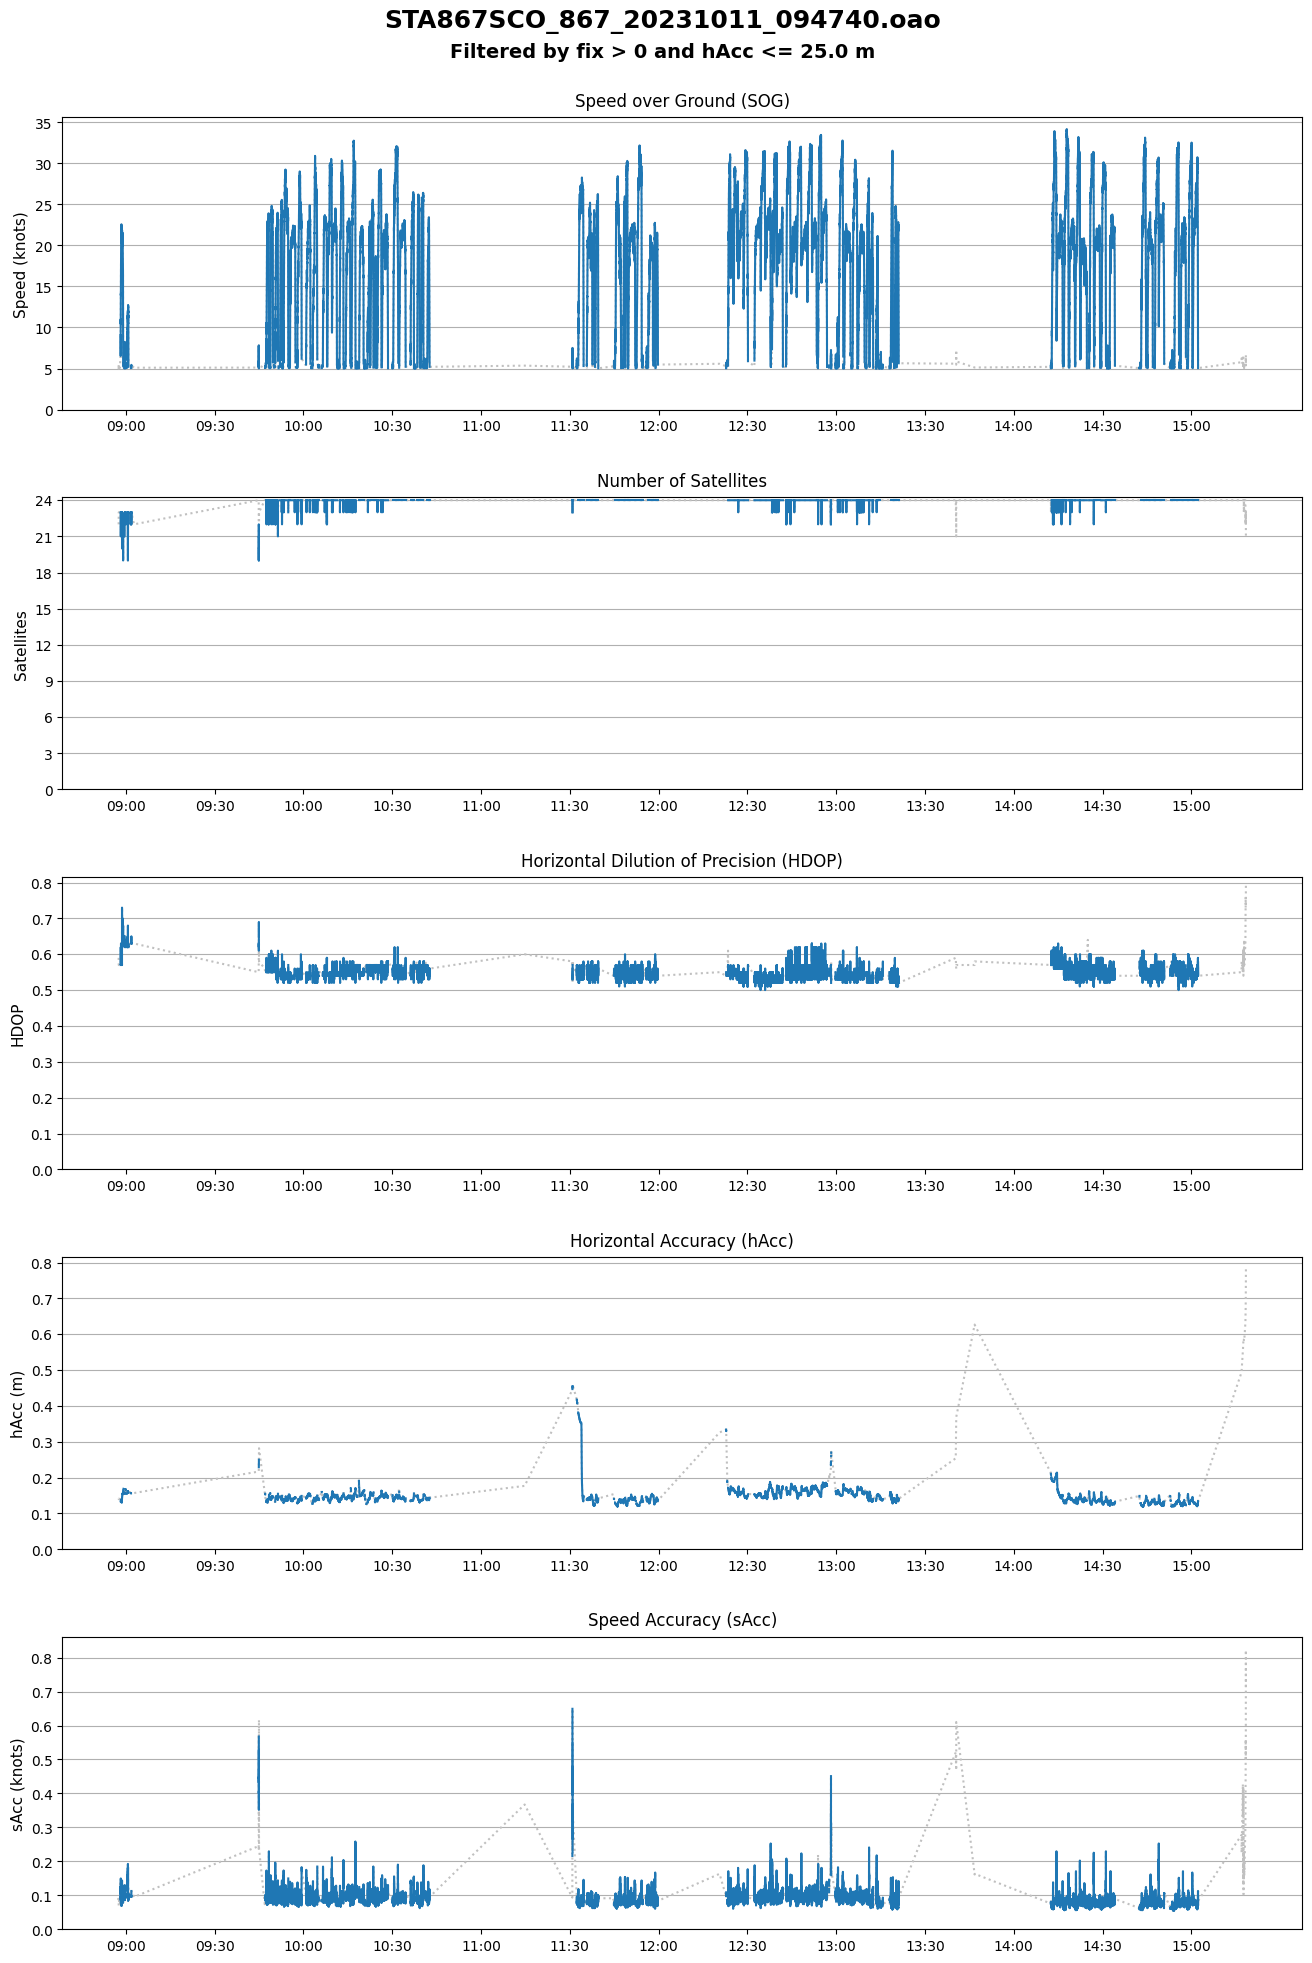 STA867SCO_867_20231011_094740.oao
Filtered by fix > 0 and hAcc <= 25.0 m
Speed over Ground (SOG)
Speed (knots)
35
30
25
20
15
10
5
0
09:00 09:30 10:00 10:30 11:00 11:30 12:00 12:30 13:00 13:30 14:00 14:30 15:00
Number of Satellites
Satellites
24
21
18
15
12
9
6
3
0
09:00 09:30 10:00 10:30 11:00 11:30 12:00 12:30 13:00 13:30 14:00 14:30 15:00
Horizontal Dilution of Precision (HDOP)
HDOP
0.8
0.7
0.6
0.5
0.4
0.3
0.2
0.1
0.0
09:00 09:30 10:00 10:30 11:00 11:30 12:00 12:30 13:00 13:30 14:00 14:30 15:00
Horizontal Accuracy (hAcc)
hAcc (m)
0.8
0.7
0.6
0.5
0.4
0.3
0.2
0.1
0.0
09:00 09:30 10:00 10:30 11:00 11:30 12:00 12:30 13:00 13:30 14:00 14:30 15:00
Speed Accuracy (sAcc)
sAcc (knots)
0.8
0.7
0.6
0.5
0.4
0.3
0.2
0.1
0.0
09:00 09:30 10:00 10:30 11:00 11:30 12:00 12:30 13:00 13:30 14:00 14:30 15:00